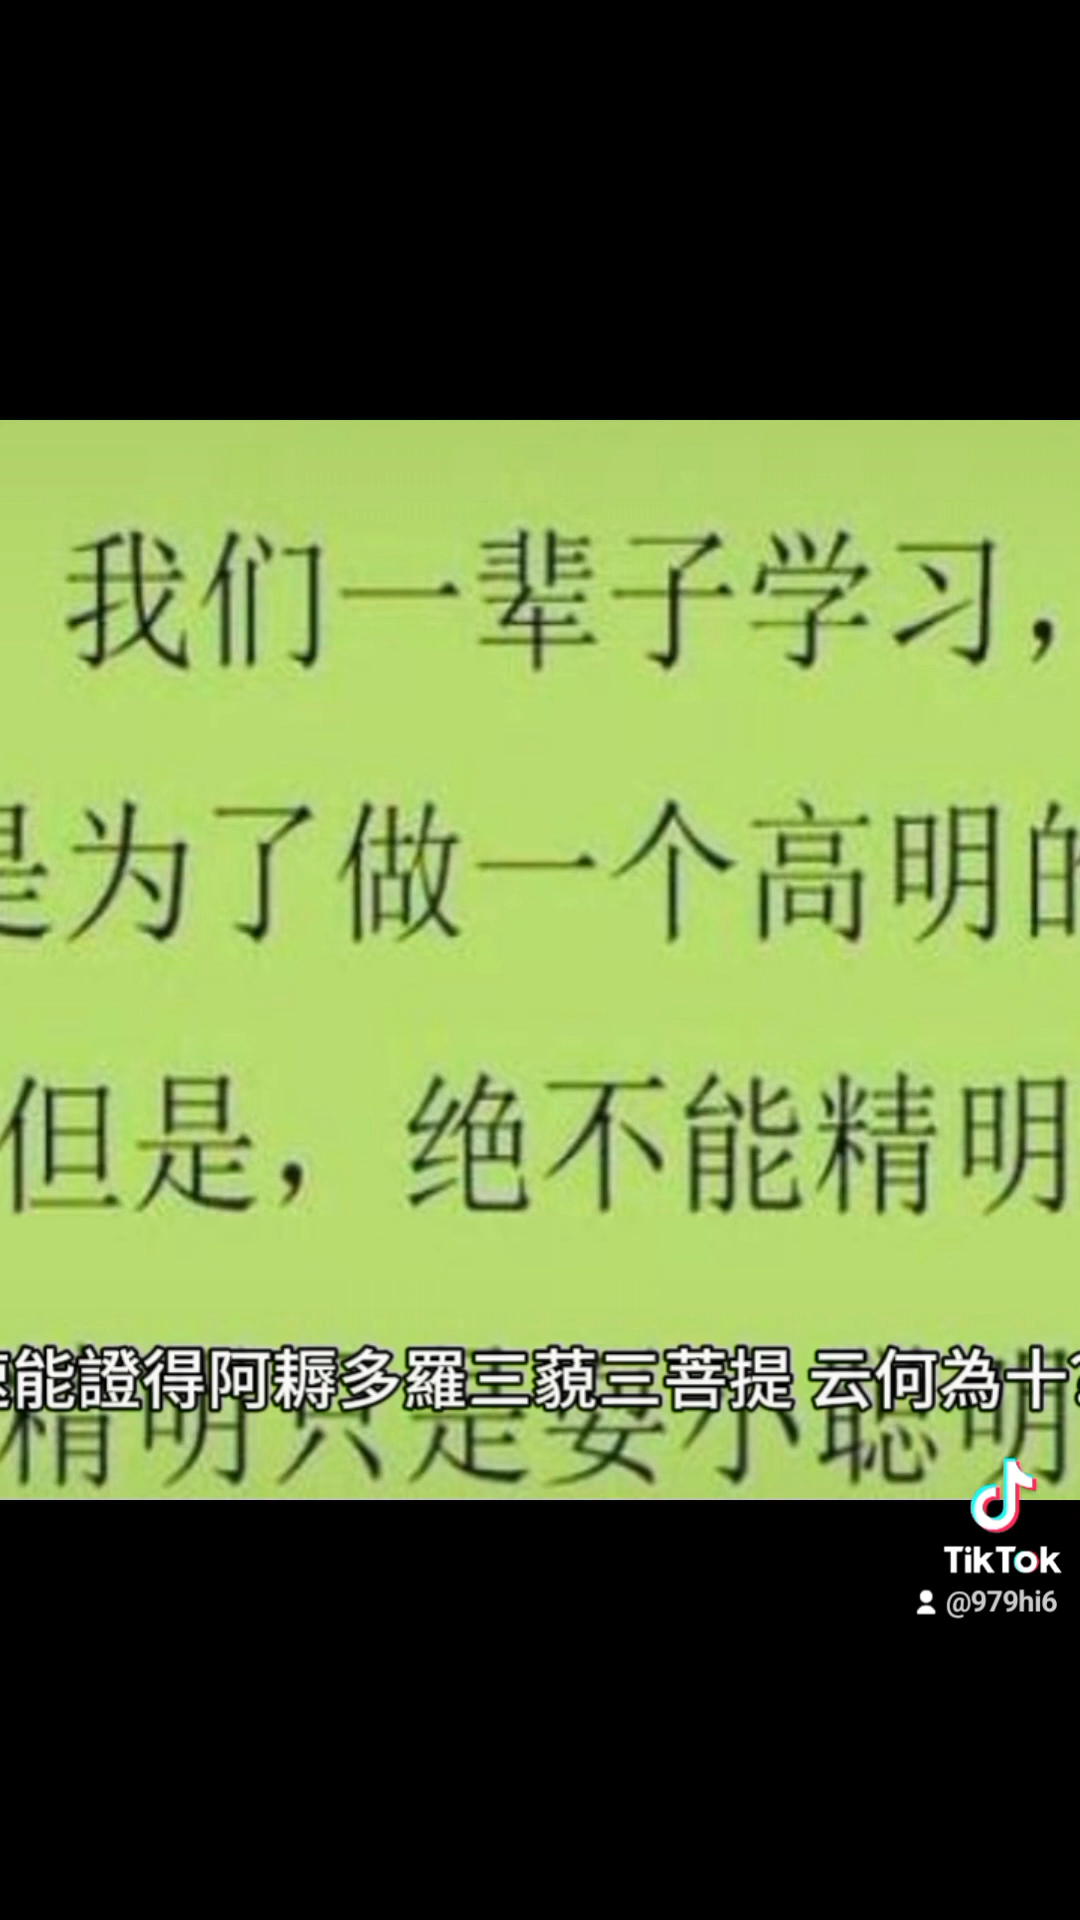 我们一辈子学习，
是为了做一个高明的
但是，绝不能精明
能證得阿耨多羅三藐三菩提 云何為十?
精明只是耍小聪明
TikTok
@979hi6